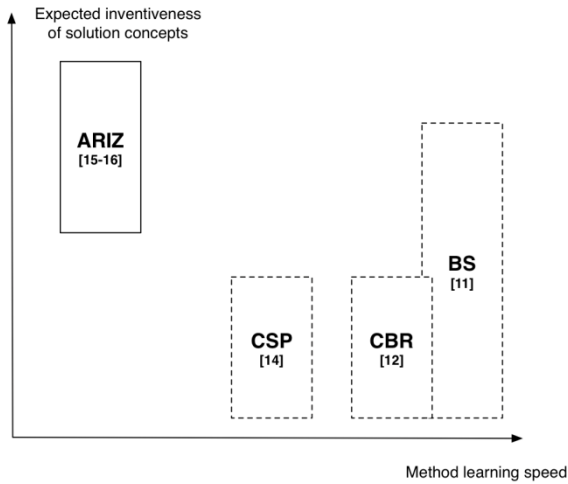 Expected inventiveness
of solution concepts
ARIZ
[15-16]
BS
[11]
CSP
[14]
CBR
[12]
Method learning speed